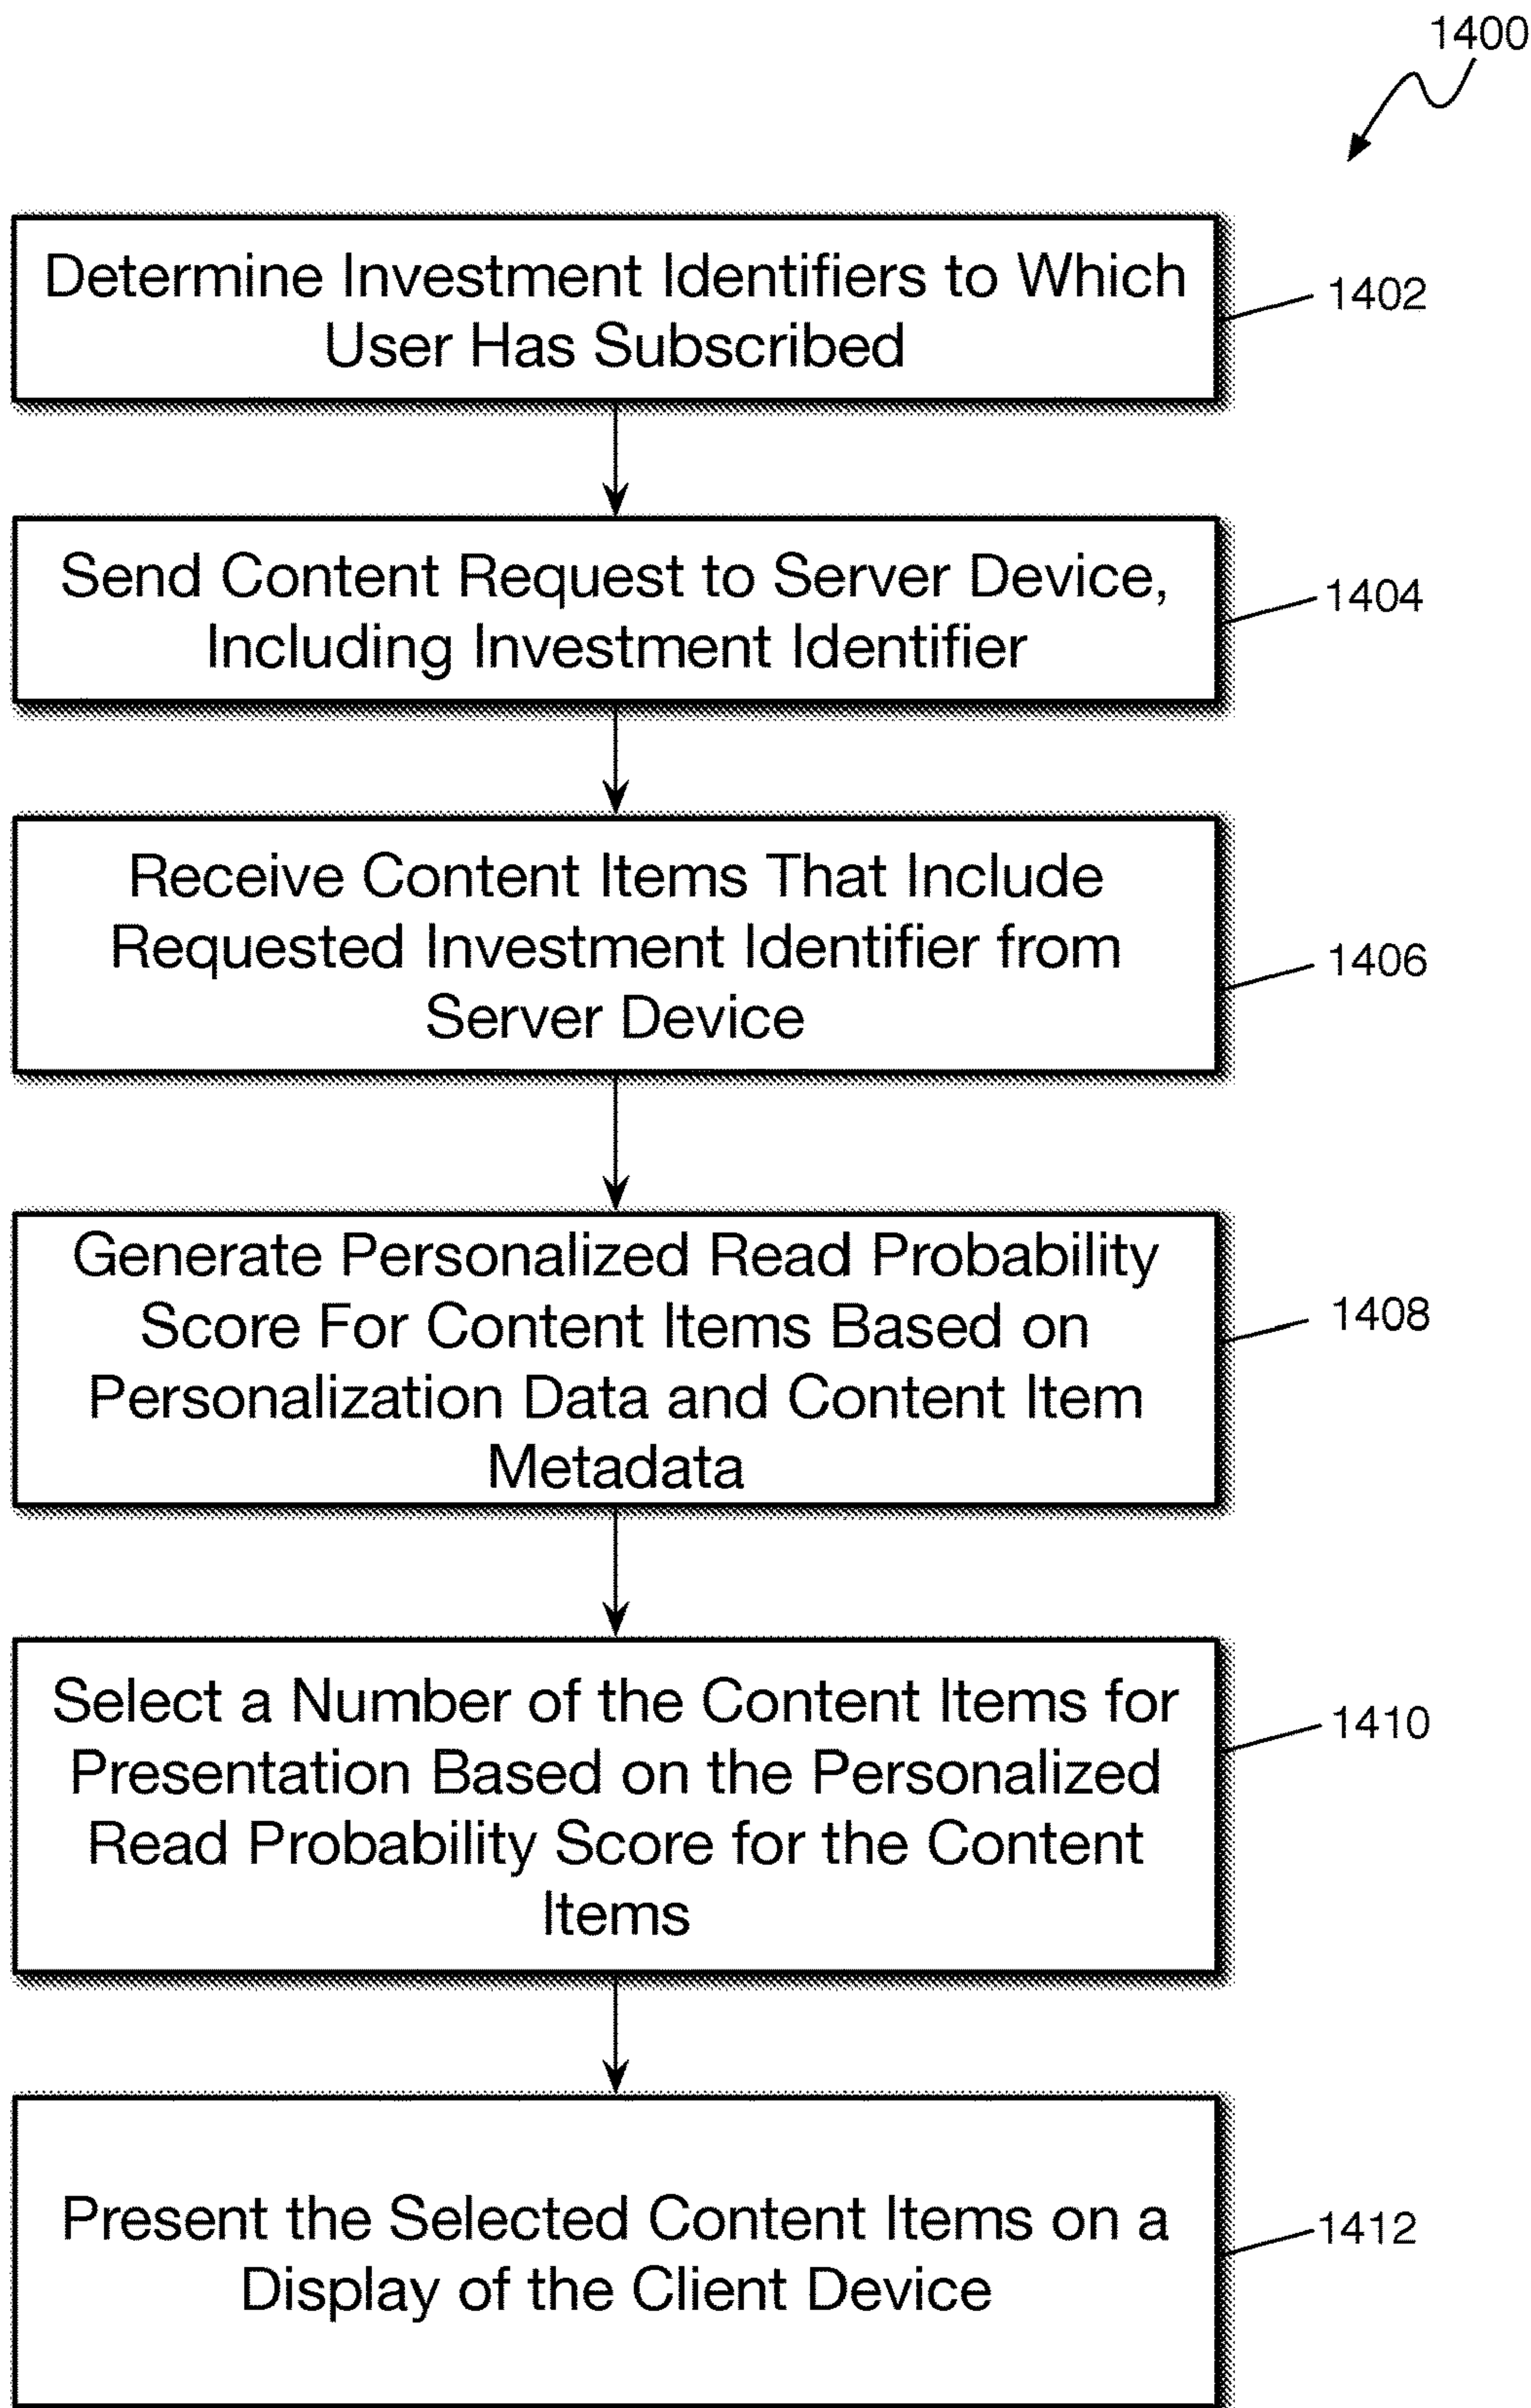 1400
Determine Investment Identifiers to Which
User Has Subscribed
1402
Send Content Request to Server Device,
Including Investment Identifier
1404
Receive Content Items That Include
Requested Investment Identifier from
Server Device
1406
Generate Personalized Read Probability
Score For Content Items Based on
Personalization Data and Content Item
Metadata
1408
Select a Number of the Content Items for
Presentation Based on the Personalized
Read Probability Score for the Content
Items
1410
Present the Selected Content Items on a
Display of the Client Device
1412